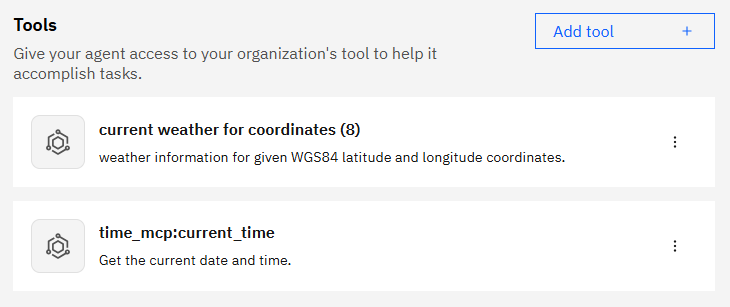 Tools
Add tool +
Give your agent access to your organization's tool to help it
accomplish tasks.
current weather for coordinates (8)
weather information for given WGS84 latitude and longitude coordinates.
time_mcp:current_time
Get the current date and time.